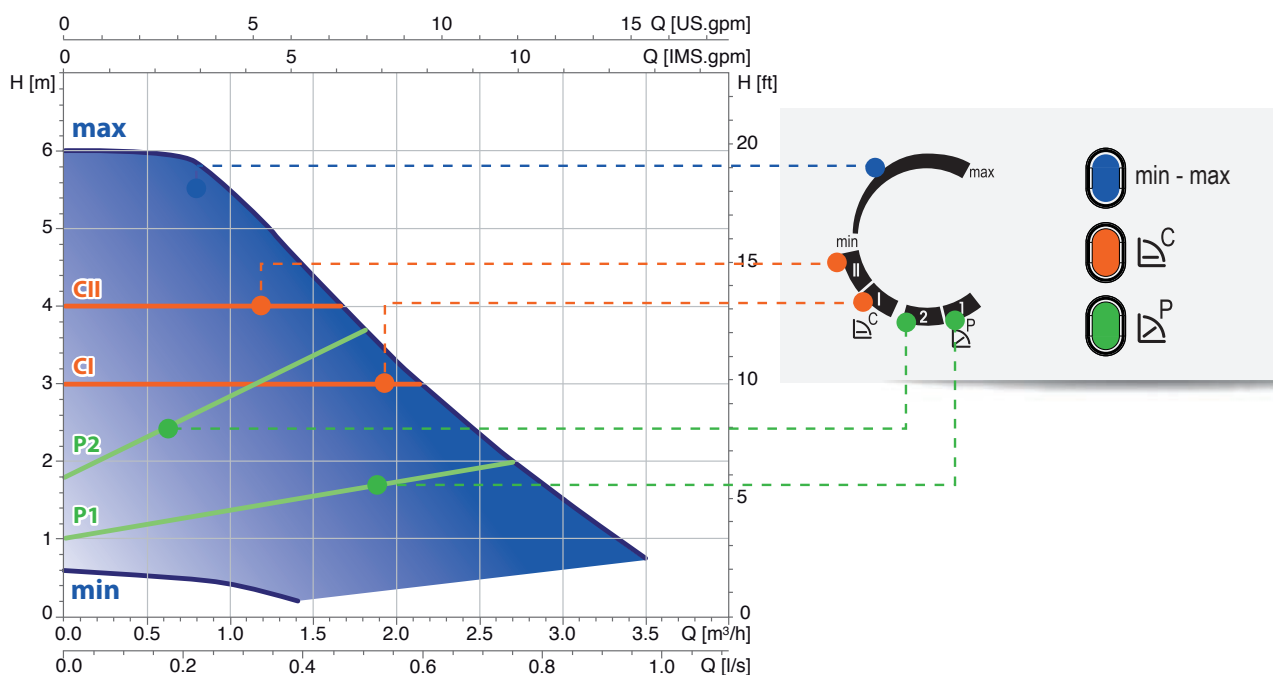 0 5 10 15 Q [US.gpm]
0 5 10 Q [IMS.gpm]
H [m] H [ft]
max
6
5
4
3
2
1
0
CII
CI
P2
P1
min
20
15
10
5
0
0.0 0.5 1.0 1.5 2.0 2.5 3.0 3.5 Q [m³/h]
0.0 0.2 0.4 0.6 0.8 1.0 Q [l/s]
max
min
II
I
2
1
C
P
min - max
C
P